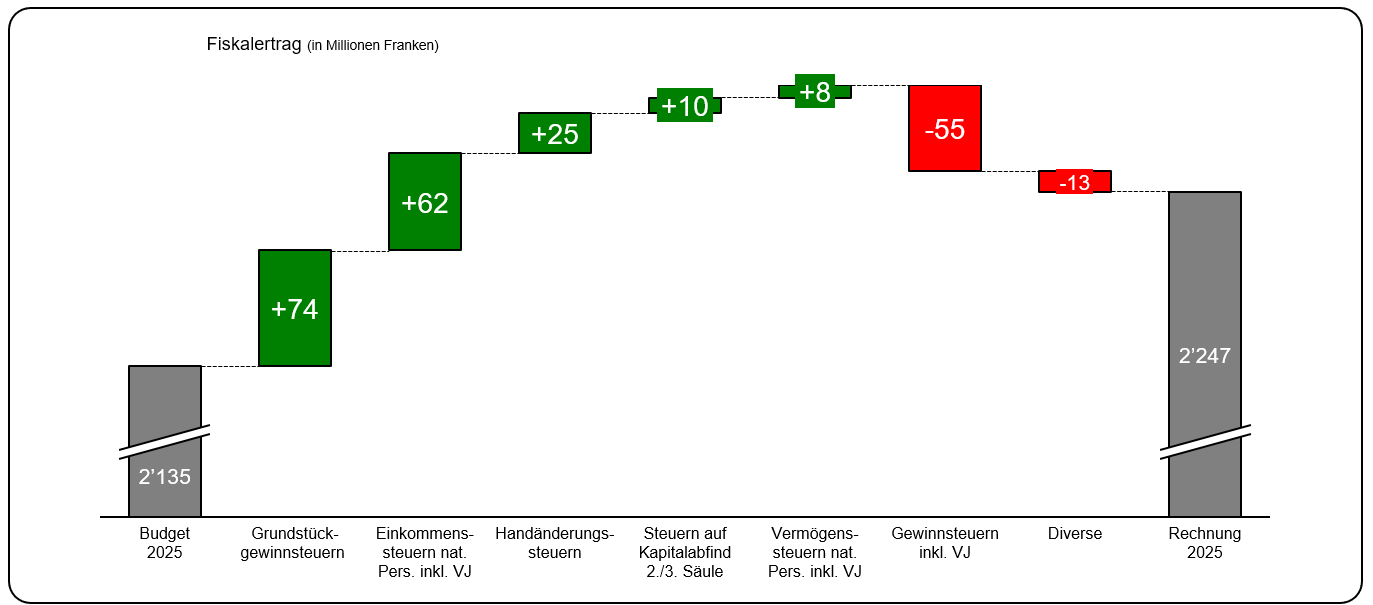 Fiskalertrag (in Millionen Franken)
+8
+10
+25
-55
-13
+62
+74
2’247
2’135
Budget
2025
Grundstück-
gewinnsteuern
Einkommens-
steuern nat.
Pers. inkl. VJ
Handänderungs-
steuern
Steuern auf
Kapitalabfind
2./3. Säule
Vermögens-
steuern nat.
Pers. inkl. VJ
Gewinnsteuern
inkl. VJ
Diverse
Rechnung
2025